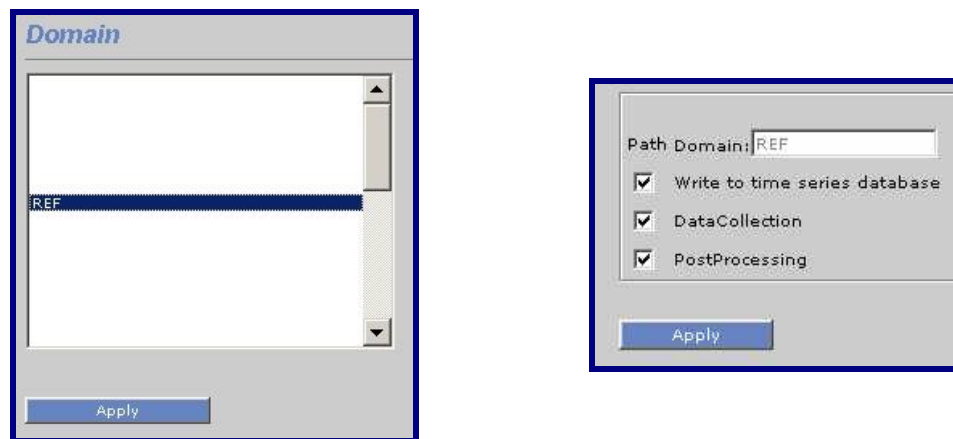 Domain
REF
Apply
Path Domain: REF
Write to time series database
DataCollection
PostProcessing
Apply